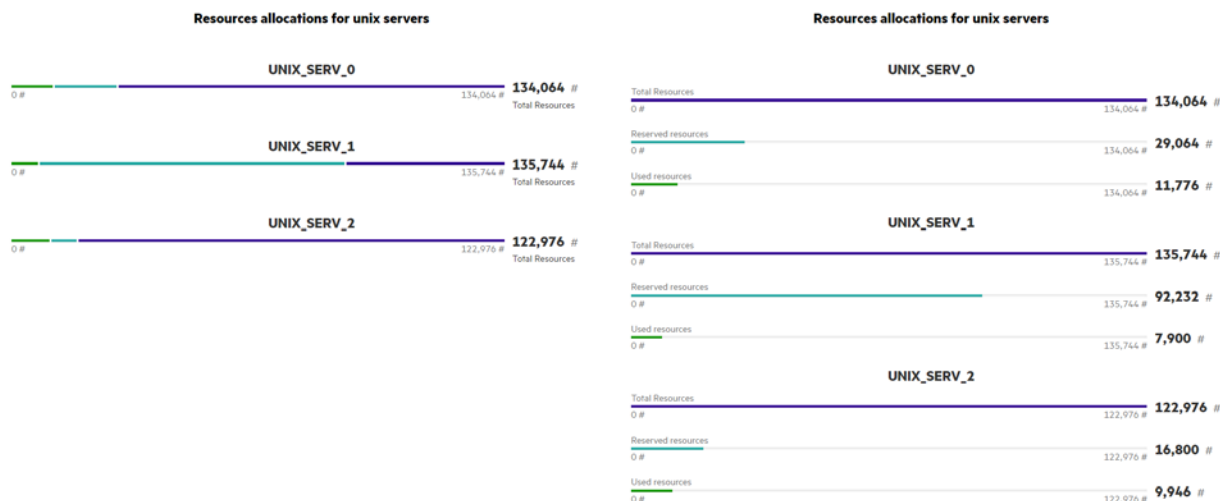 Resources allocations for unix servers
UNIX_SERV_0
134,064 #
0 # 134,064 #
Total Resources
UNIX_SERV_1
135,744 #
0 # 135,744 #
Total Resources
UNIX_SERV_2
122,976 #
0 # 122,976 #
Total Resources
Resources allocations for unix servers
UNIX_SERV_0
Total Resources
134,064 #
0 # 134,064 #
Reserved resources
29,064 #
0 # 134,064 #
Used resources
11,776 #
0 # 134,064 #
UNIX_SERV_1
Total Resources
135,744 #
0 # 135,744 #
Reserved resources
92,232 #
0 # 135,744 #
Used resources
7,900 #
0 # 135,744 #
UNIX_SERV_2
Total Resources
122,976 #
0 # 122,976 #
Reserved resources
16,800 #
0 # 122,976 #
Used resources
9,946 #
0 # 122,976 #